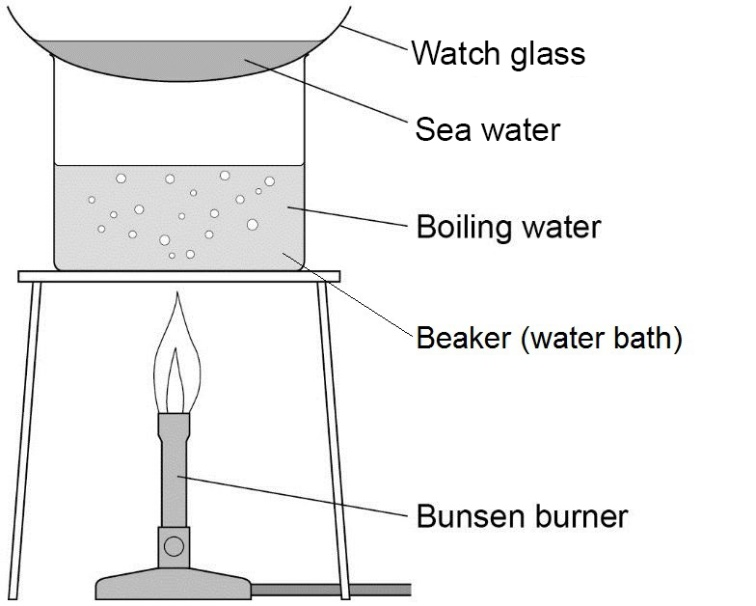 Watch glass
Sea water
Boiling water
Beaker (water bath)
Bunsen burner